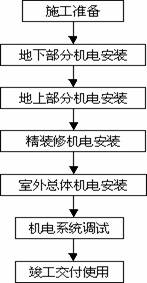 施工准备
地下部分机电安装
地上部分机电安装
精装修机电安装
室外总体机电安装
机电系统调试
竣工交付使用